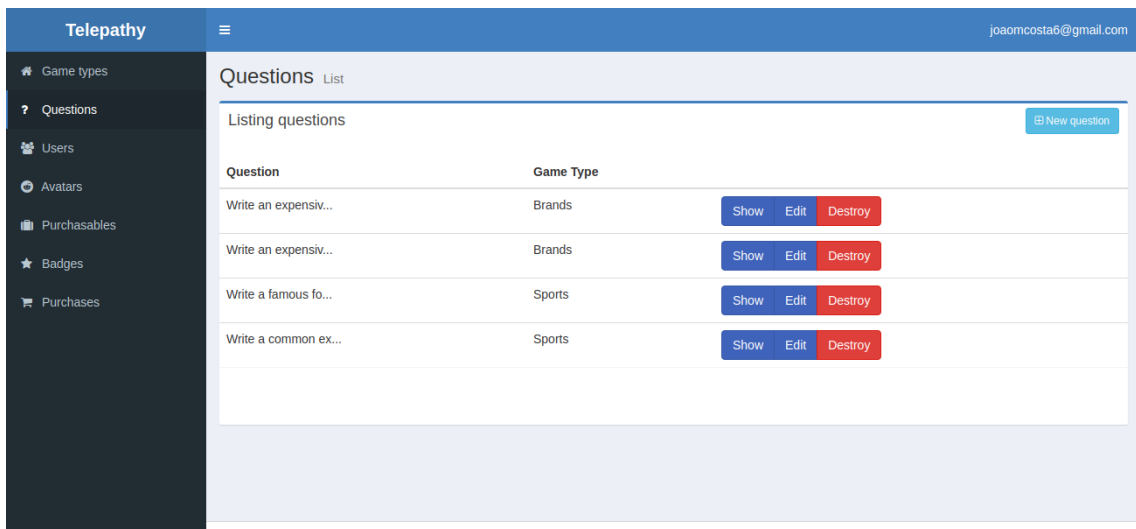 Telepathy
joaomcosta6@gmail.com
Game types
Questions
Users
Avatars
Purchasables
Badges
Purchases
Questions List
Listing questions
New question
Question Game Type
Write an expensiv... Brands Show Edit Destroy
Write an expensiv... Brands Show Edit Destroy
Write a famous fo... Sports Show Edit Destroy
Write a common ex... Sports Show Edit Destroy